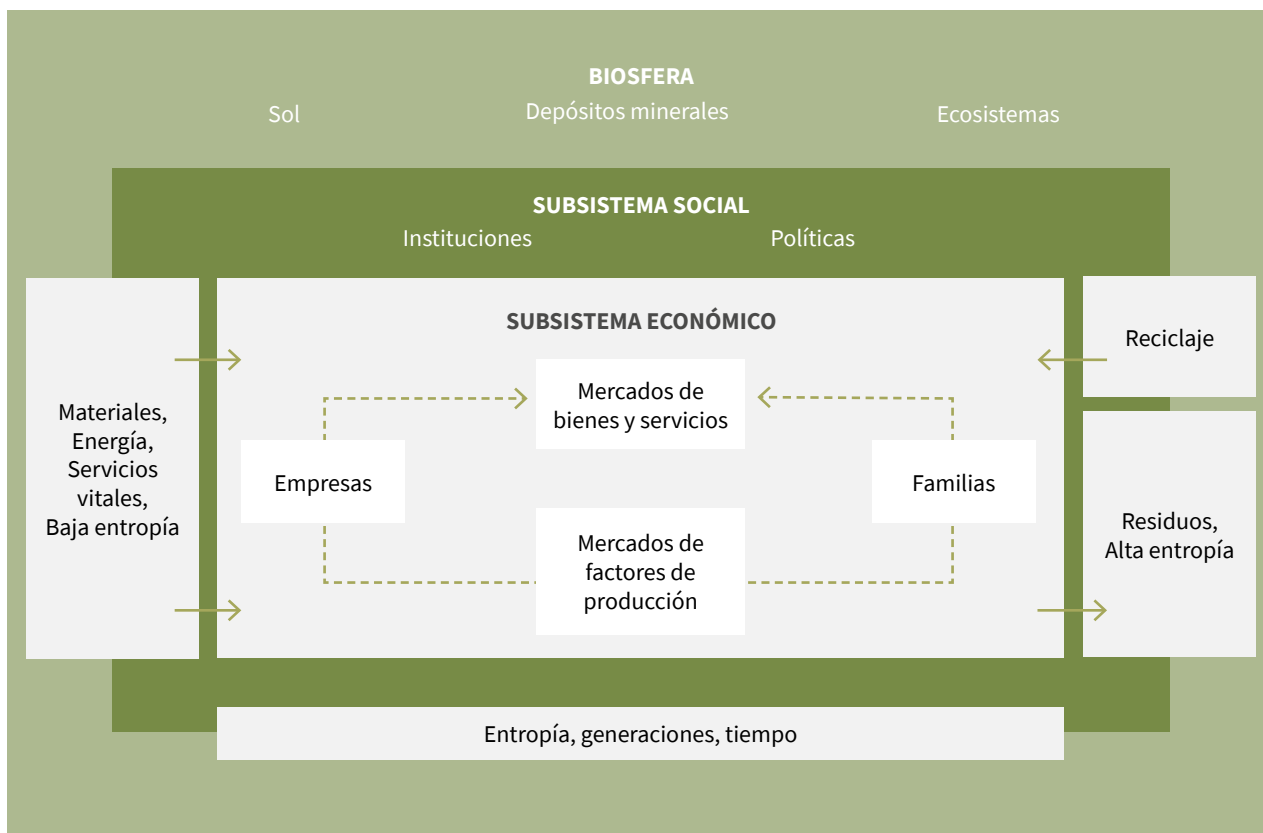 BIOSFERA
Sol
Depósitos minerales
Ecosistemas
SUBSISTEMA SOCIAL
Instituciones
Políticas
Materiales,
Energía,
Servicios
vitales,
Baja entropía
SUBSISTEMA ECONÓMICO
Mercados de
bienes y servicios
Empresas
Familias
Mercados de
factores de
producción
Reciclaje
Residuos,
Alta entropía
Entropía, generaciones, tiempo